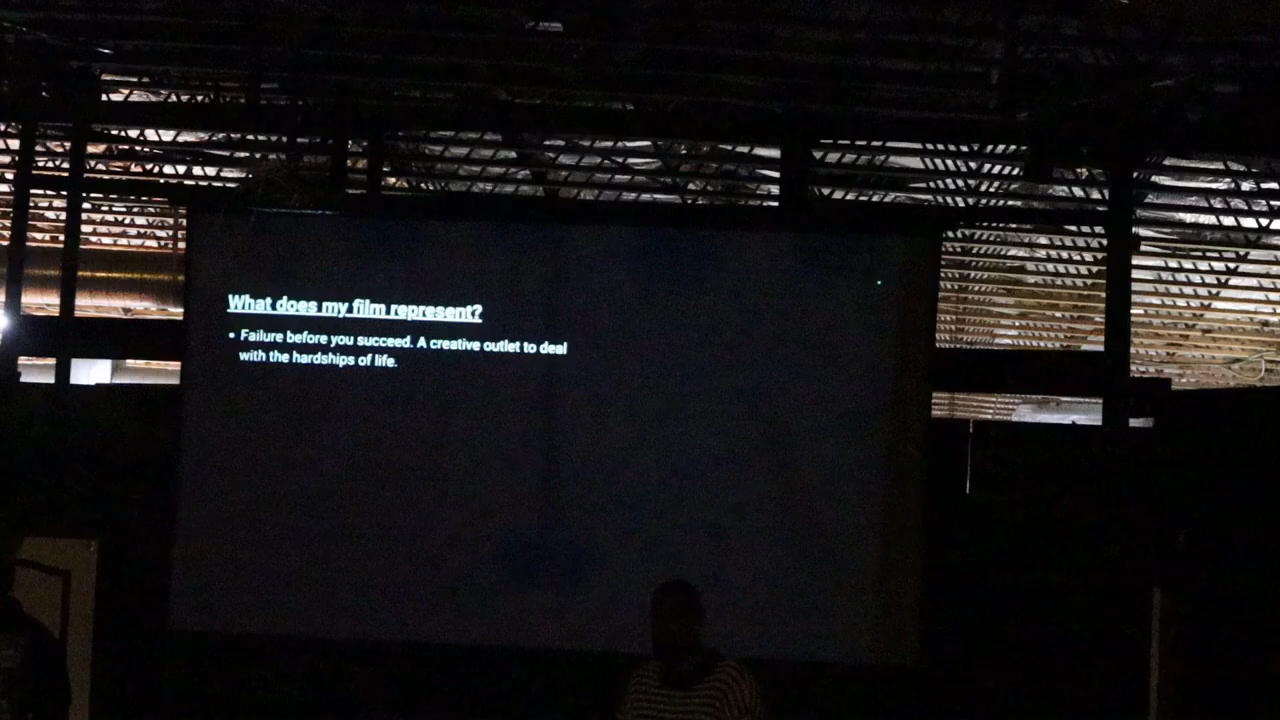 What does my film represent?
• Failure before you succeed. A creative outlet to deal
with the hardships of life.